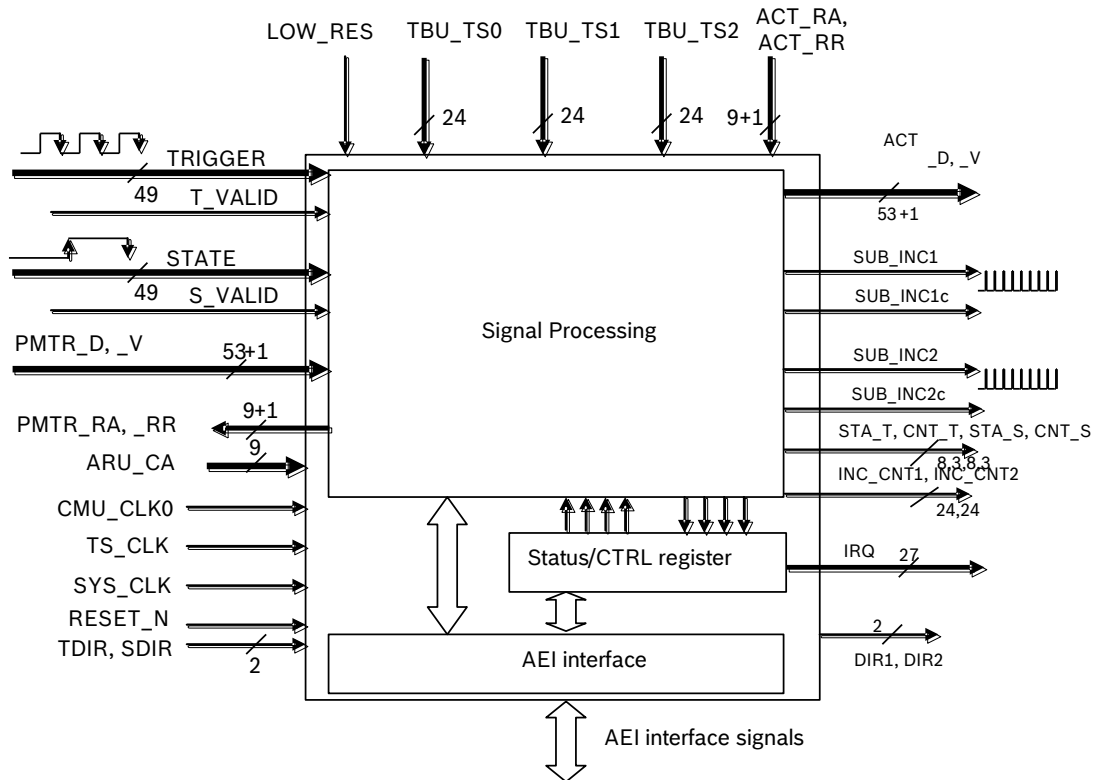 LOW_RES
TBU_TS0
TBU_TS1
TBU_TS2
ACT_RA,
ACT_RR
24
24
24
9+1
TRIGGER
49
T_VALID
STATE
49
S_VALID
PMTR_D, _V
53+1
PMTR_RA, _RR
9+1
ARU_CA
9
CMU_CLK0
TS_CLK
SYS_CLK
RESET_N
TDIR, SDIR
2
Signal Processing
Status/CTRL register
AEI interface
AEI interface signals
ACT
_D, _V
53+1
SUB_INC1
SUB_INC1c
SUB_INC2
SUB_INC2c
STA_T, CNT_T, STA_S, CNT_S
8,3,8,3
INC_CNT1, INC_CNT2
24,24
IRQ
27
2
DIR1, DIR2